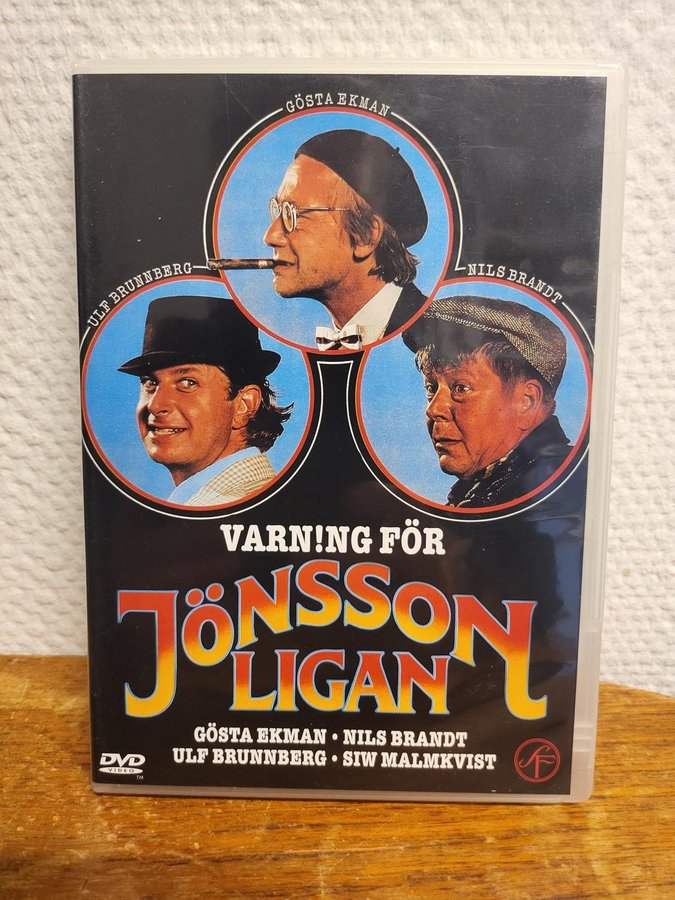 GÖSTA EKMAN
ULF BRUNNBERG
NILS BRANDT
VARN!NG FÖR
JÖNSSON
LIGAN
GÖSTA EKMAN · NILS BRANDT
ULF BRUNNBERG · SIW MALMKVIST
DVD
VIDEO
TM
SF